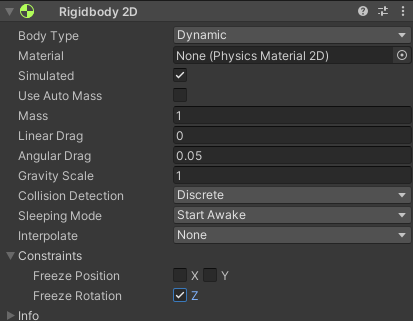 Rigidbody 2D
Body Type Dynamic
Material None (Physics Material 2D)
Simulated
Use Auto Mass
Mass 1
Linear Drag 0
Angular Drag 0.05
Gravity Scale 1
Collision Detection Discrete
Sleeping Mode Start Awake
Interpolate None
Constraints
Freeze Position X Y
Freeze Rotation Z
Info